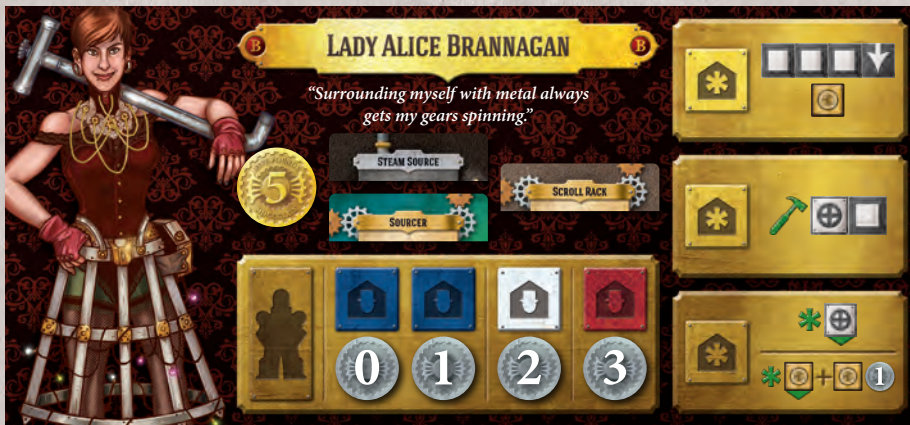 B LADY ALICE BRANNAGAN B
“Surrounding myself with metal always
gets my gears spinning.”
5
STEAM SOURCE
SCROLL RACK
SOURCER
0 1 2 3
1